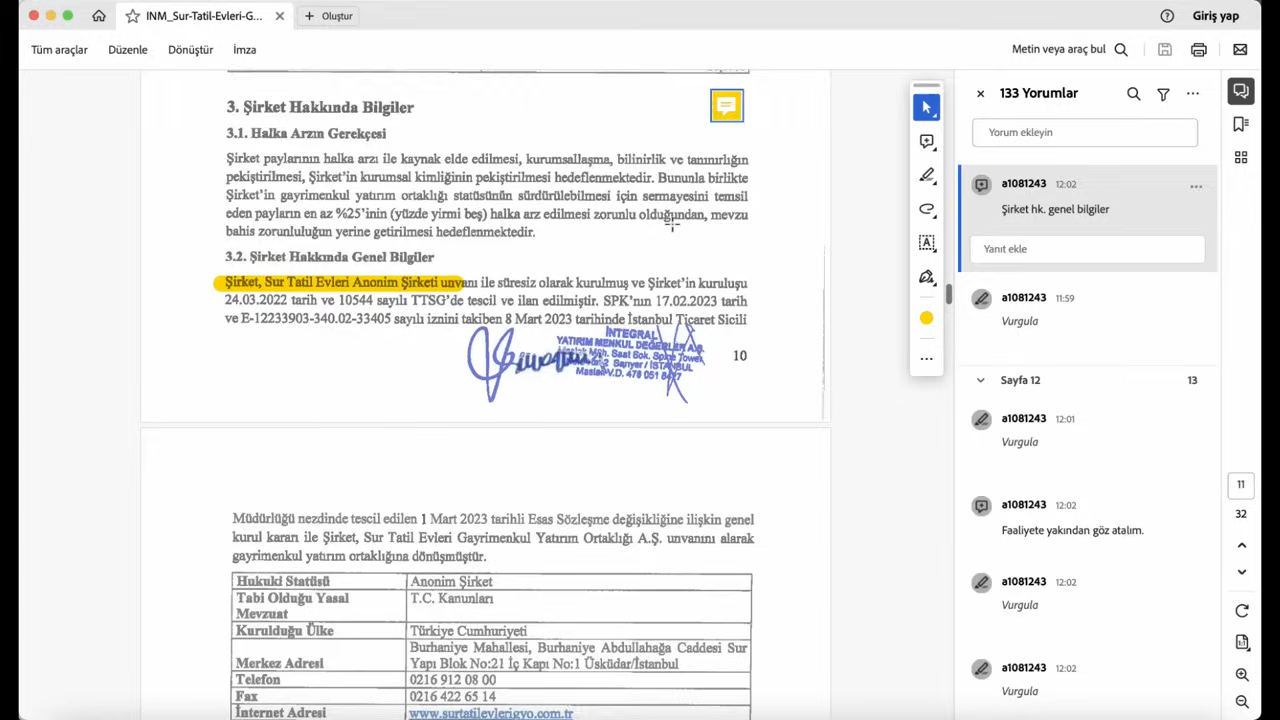 INM_Sur-Tatil-Evleri-G...
Oluştur
Giriş yap
Tüm araçlar
Düzenle
Dönüştür
İmza
Metin veya araç bul
3. Şirket Hakkında Bilgiler
3.1. Halka Arzın Gerekçesi
Şirket paylarının halka arzı ile kaynak elde edilmesi, kurumsallaşma, bilinirlik ve tanınırlığın
pekiştirilmesi, Şirket'in kurumsal kimliğinin pekiştirilmesi hedeflenmektedir. Bununla birlikte
Şirket'in gayrimenkul yatırım ortaklığı statüsünün sürdürülebilmesi için sermayesini temsil
eden payların en az %25'inin (yüzde yirmi beş) halka arz edilmesi zorunlu olduğundan, mevzu
bahis zorunluluğun yerine getirilmesi hedeflenmektedir.
3.2. Şirket Hakkında Genel Bilgiler
Şirket, Sur Tatil Evleri Anonim Şirketi unvanı ile süresiz olarak kurulmuş ve Şirket'in kuruluşu
24.03.2022 tarih ve 10544 sayılı TTSG'de tescil ve ilan edilmiştir. SPK'nın 17.02.2023 tarih
ve E-12233903-340.02-33405 sayılı iznini takiben 8 Mart 2023 tarihinde İstanbul Ticaret Sicili
İNTEGRAL
YATIRIM MENKUL DEĞERLER A.Ş.
Mah. Saat Sok. Spine Tower
Sarıyer / İSTANBUL
Maslak V.D. 478 051
10
Müdürlüğü nezdinde tescil edilen 1 Mart 2023 tarihli Esas Sözleşme değişikliğine ilişkin genel
kurul kararı ile Şirket, Sur Tatil Evleri Gayrimenkul Yatırım Ortaklığı A.Ş. unvanını alarak
gayrimenkul yatırım ortaklığına dönüşmüştür.
Hukuki Statüsü Anonim Şirket
Tabi Olduğu Yasal Mevzuat T.C. Kanunları
Kurulduğu Ülke Türkiye Cumhuriyeti
Merkez Adresi Burhaniye Mahallesi, Burhaniye Abdullahağa Caddesi Sur
Yapı Blok No:21 İç Kapı No:1 Üsküdar/İstanbul
Telefon 0216 912 08 00
Fax 0216 422 65 14
İnternet Adresi www.surtatilevlerigyo.com.tr
133 Yorumlar
Yorum ekleyin
a1081243 12:02
Şirket hk. genel bilgiler
Yanıt ekle
a1081243 11:59
Vurgula
Sayfa 12 13
a1081243 12:01
Vurgula
a1081243 12:02
Faaliyete yakından göz atalım.
a1081243 12:02
Vurgula
a1081243 12:02
Vurgula
11
32